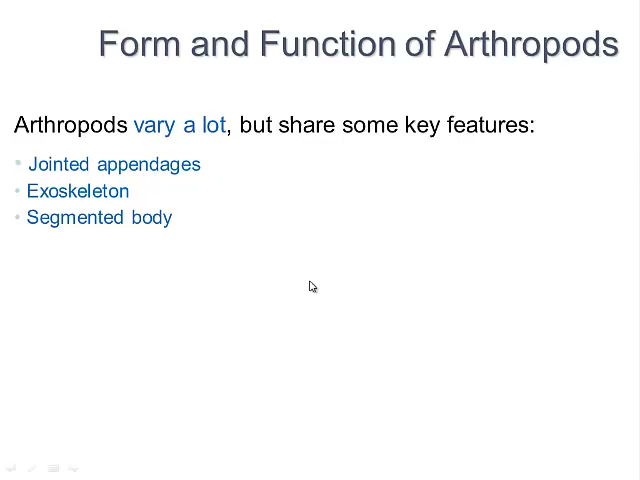 Form and Function of Arthropods
Arthropods vary a lot, but share some key features:
• Jointed appendages
• Exoskeleton
• Segmented body